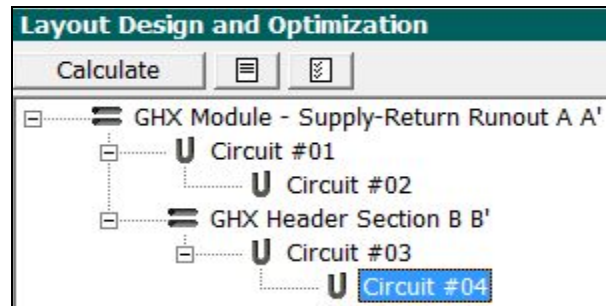 Layout Design and Optimization
Calculate
GHX Module - Supply-Return Runout A A'
Circuit #01
Circuit #02
GHX Header Section B B'
Circuit #03
Circuit #04